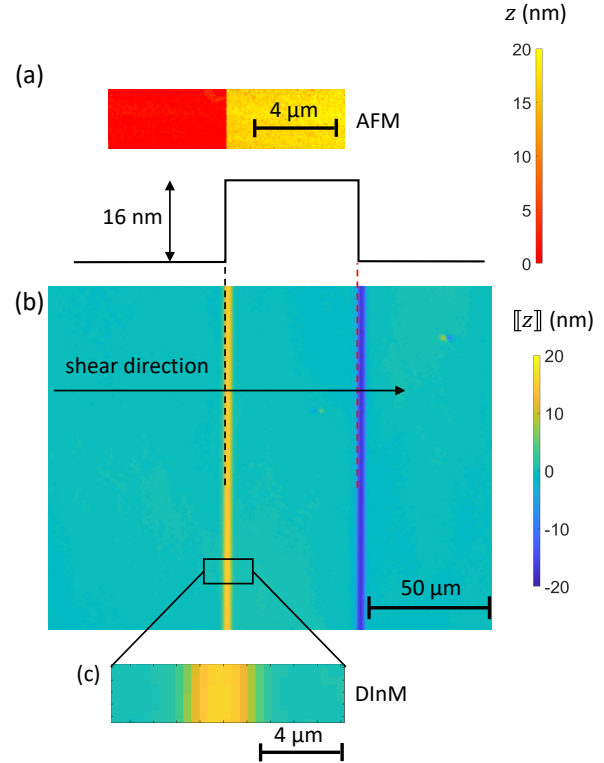 z (nm)
(a)
4 µm
AFM
20
15
10
5
0
16 nm
(b)
⟦z⟧ (nm)
shear direction
20
10
0
-10
-20
50 µm
(c)
DInM
4 µm